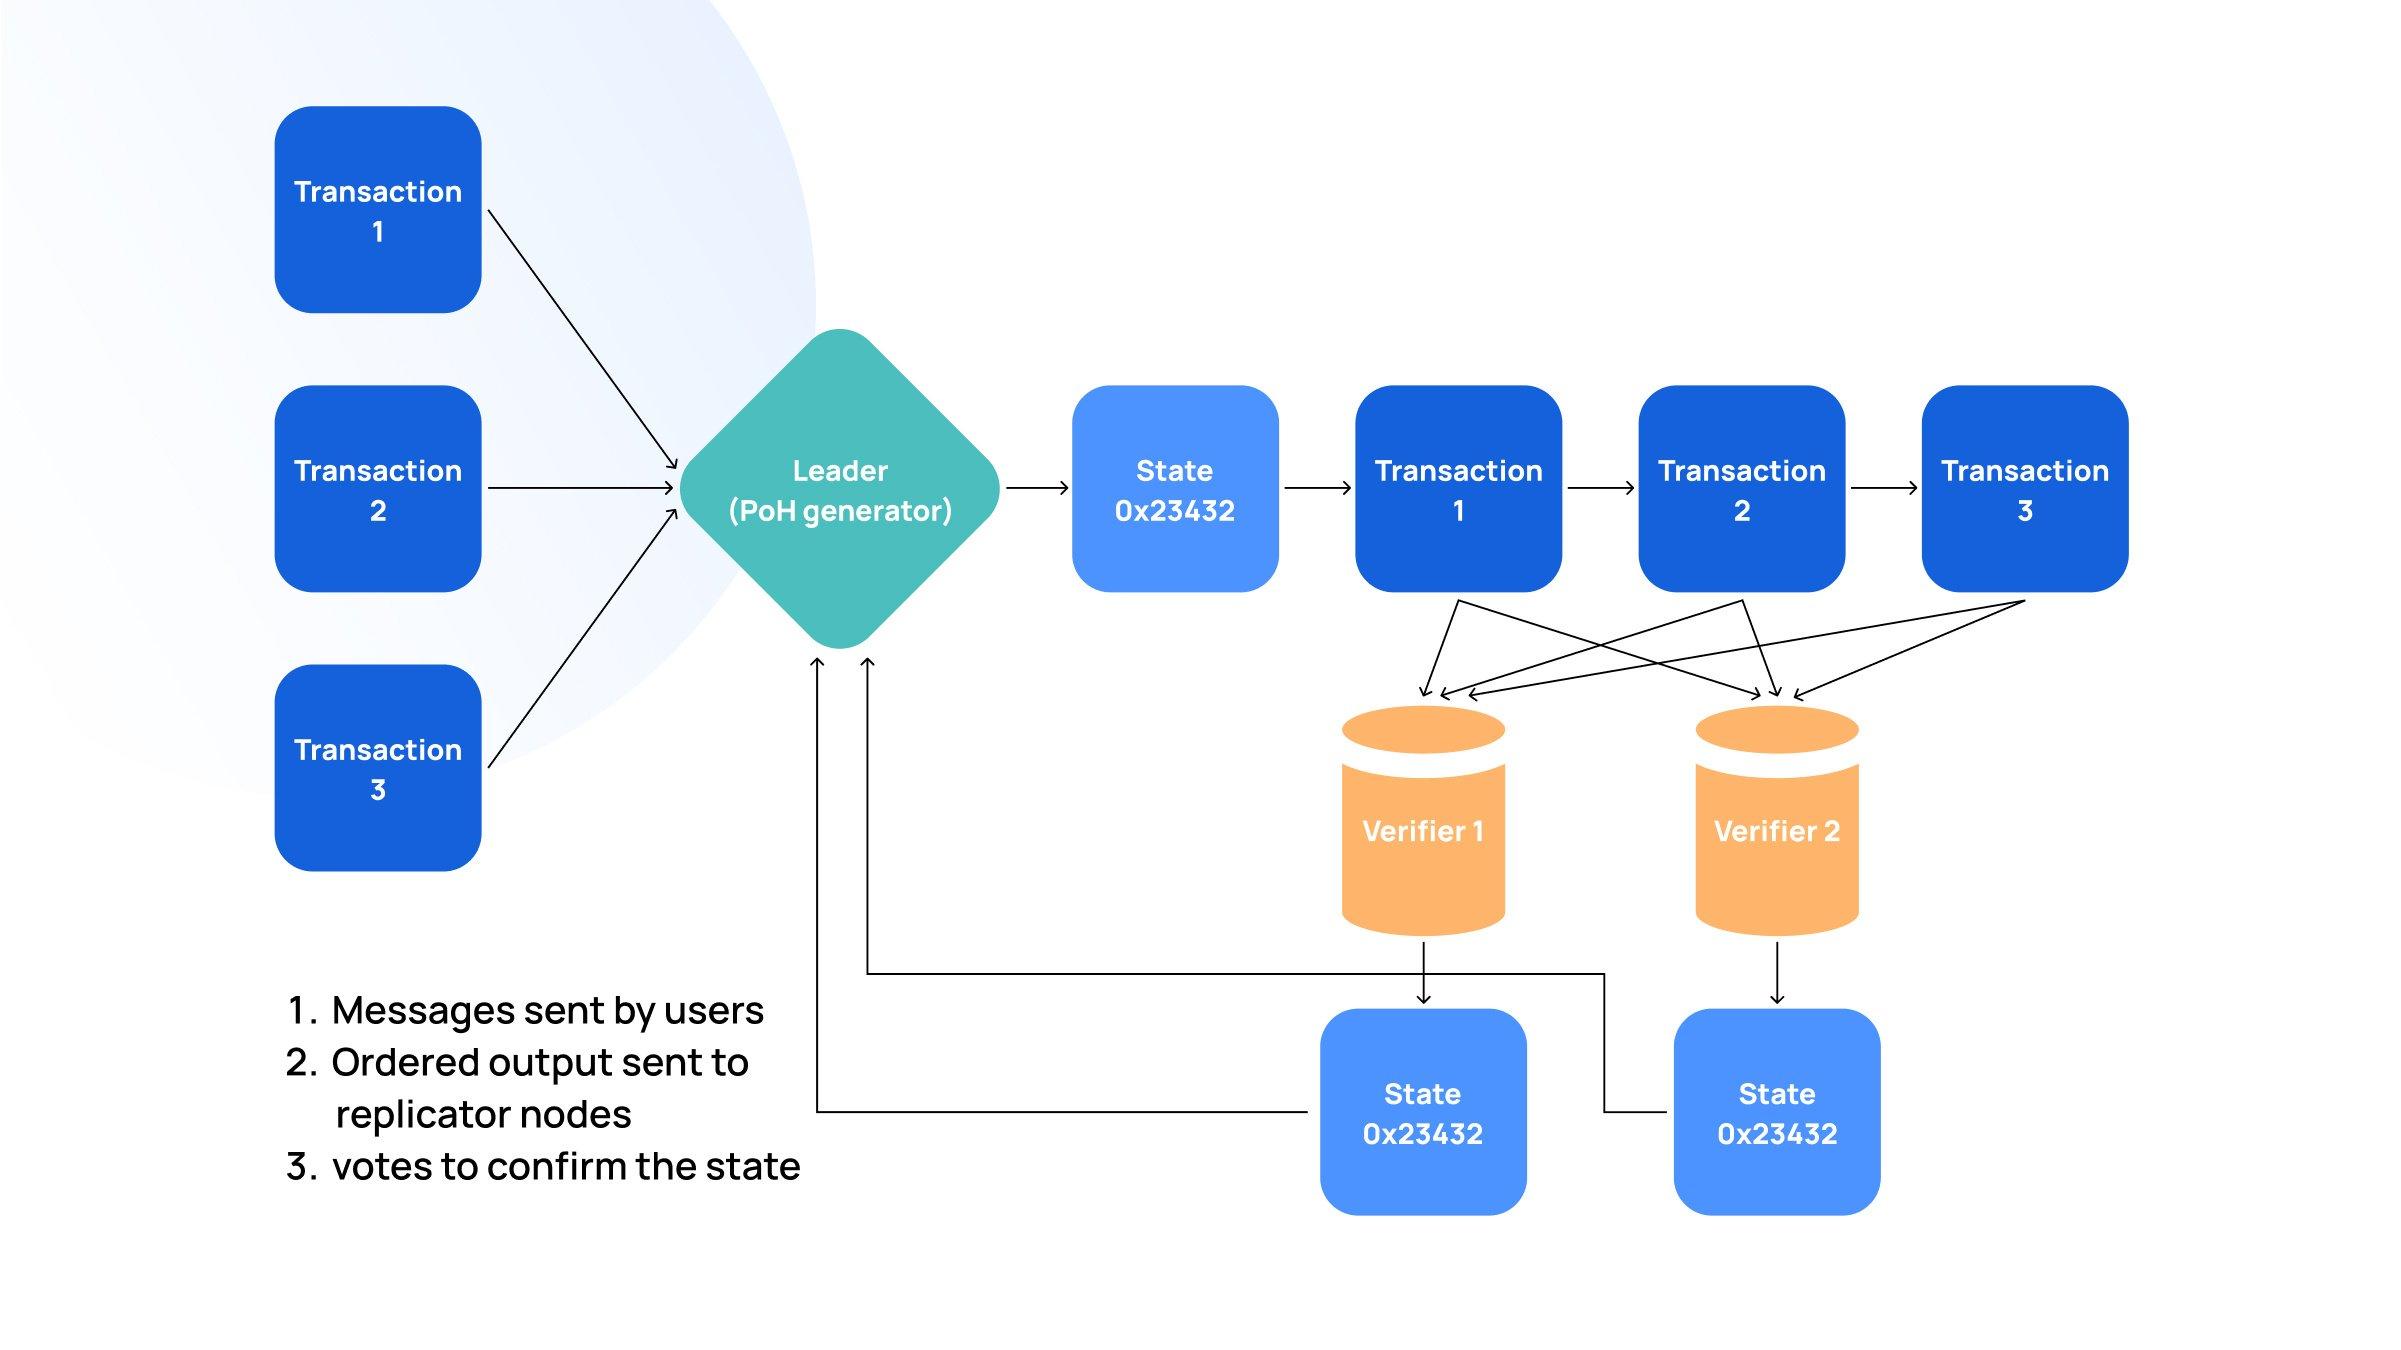 Transaction
1
Transaction
2
Transaction
3
Leader
(PoH generator)
State
0x23432
Transaction
1
Transaction
2
Transaction
3
Verifier 1
Verifier 2
State
0x23432
State
0x23432
1. Messages sent by users
2. Ordered output sent to
replicator nodes
3. votes to confirm the state